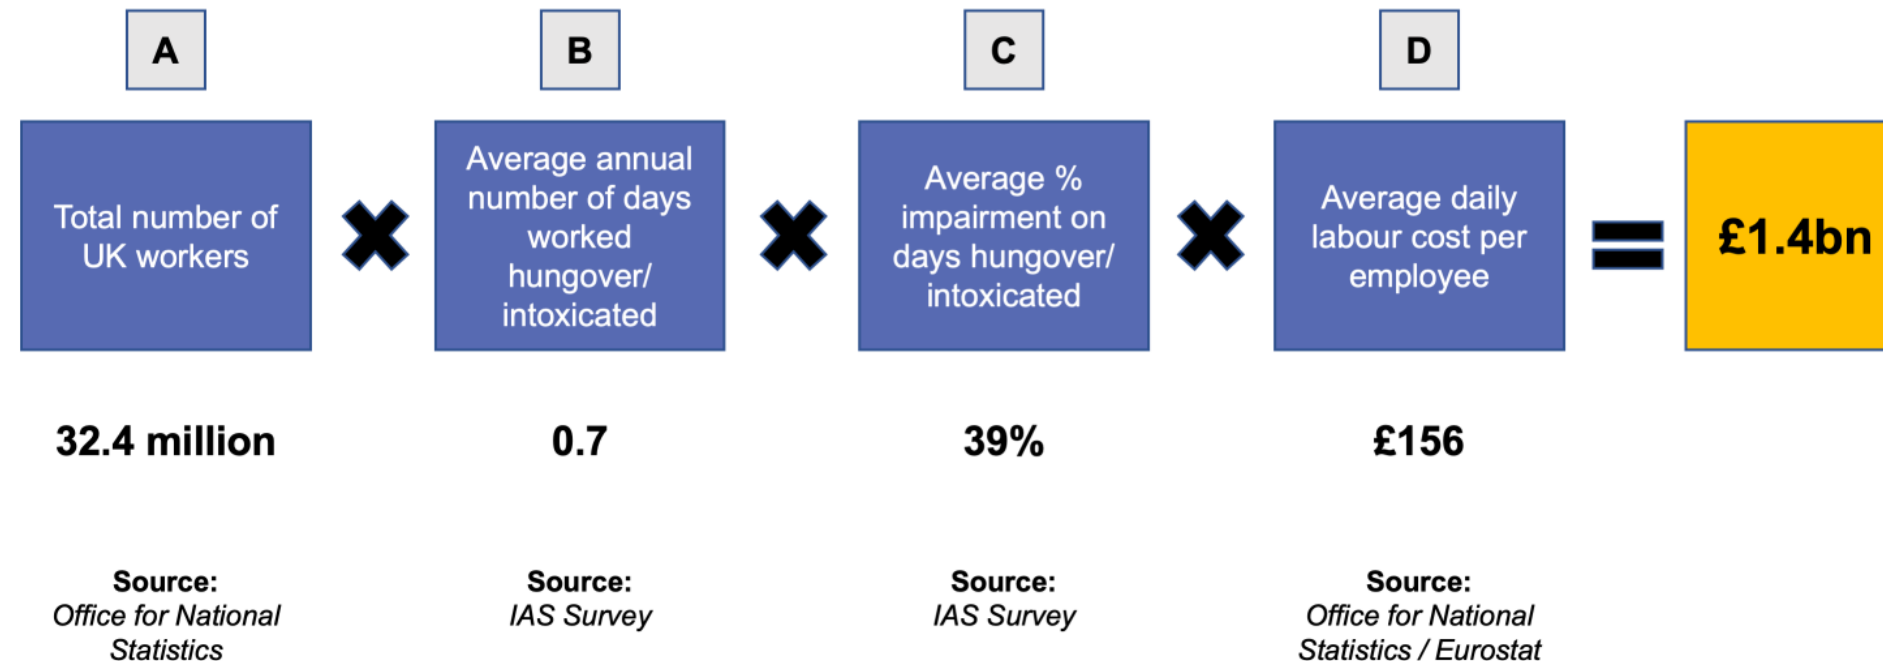 A
B
C
D
Total number of
UK workers
Average annual
number of days
worked
hungover/
intoxicated
Average %
impairment on
days hungover/
intoxicated
Average daily
labour cost per
employee
£1.4bn
32.4 million
0.7
39%
£156
Source:
Office for National
Statistics
Source:
IAS Survey
Source:
IAS Survey
Source:
Office for National
Statistics / Eurostat